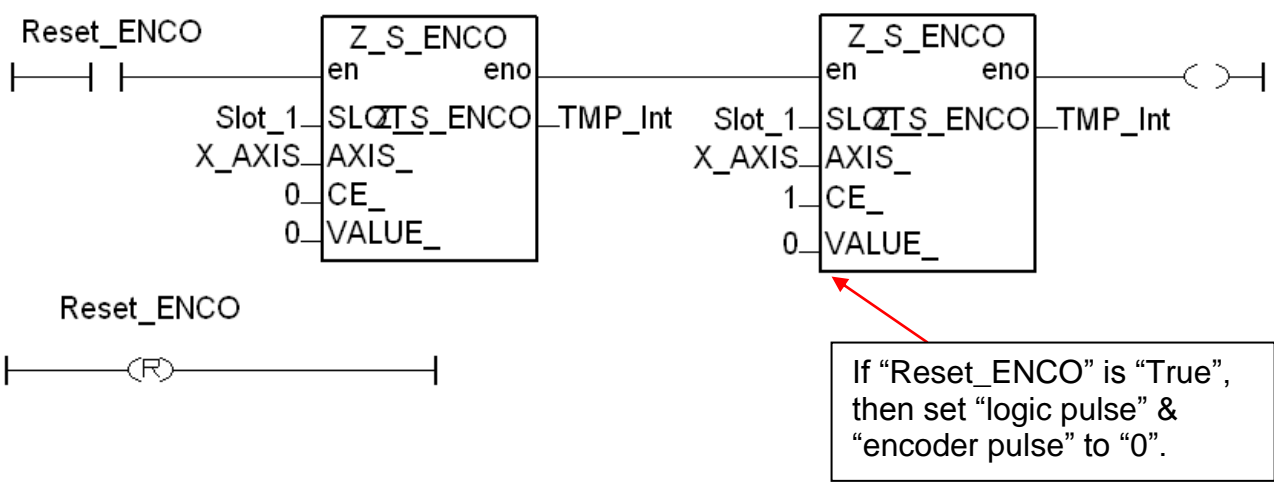 Reset_ENCO
Z_S_ENCO Z_S_ENCO
en eno en eno
Slot_1 Z_S_ENCO TMP_Int Slot_1 Z_S_ENCO TMP_Int
X_AXIS AXIS_ X_AXIS AXIS_
0 CE_ 1 CE_
0 VALUE_ 0 VALUE_
Reset_ENCO
(R)
If “Reset_ENCO” is “True”,
then set “logic pulse” &
“encoder pulse” to “0”.